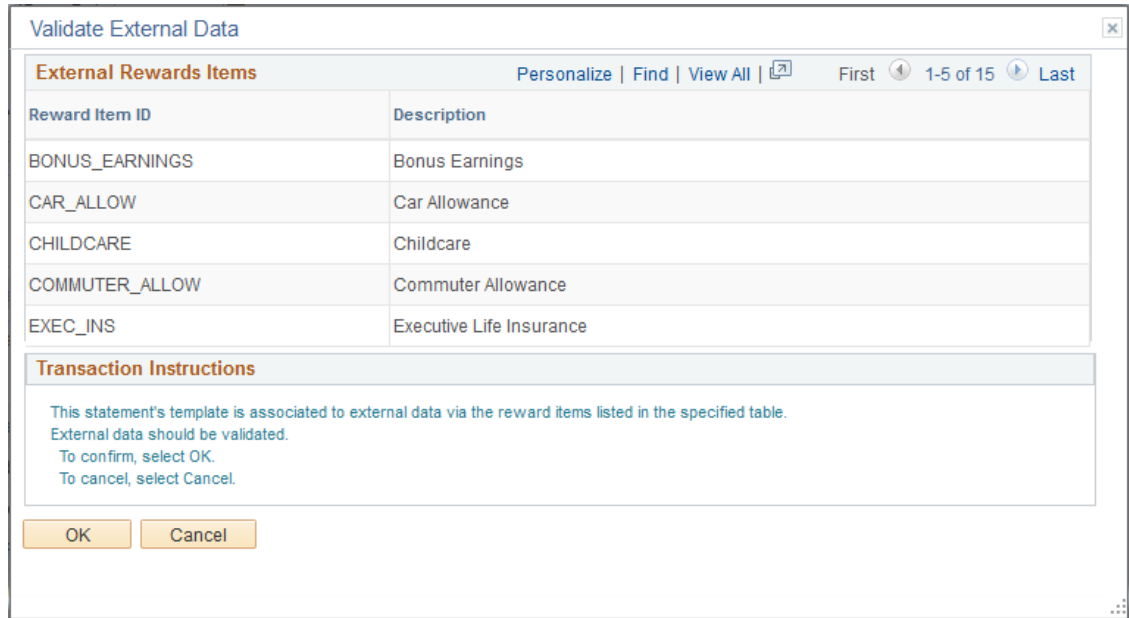 Validate External Data
External Rewards Items Personalize | Find | View All | First 1-5 of 15 Last
Reward Item ID Description
BONUS_EARNINGS Bonus Earnings
CAR_ALLOW Car Allowance
CHILDCARE Childcare
COMMUTER_ALLOW Commuter Allowance
EXEC_INS Executive Life Insurance
Transaction Instructions
This statement's template is associated to external data via the reward items listed in the specified table.
External data should be validated.
To confirm, select OK.
To cancel, select Cancel.
OK Cancel